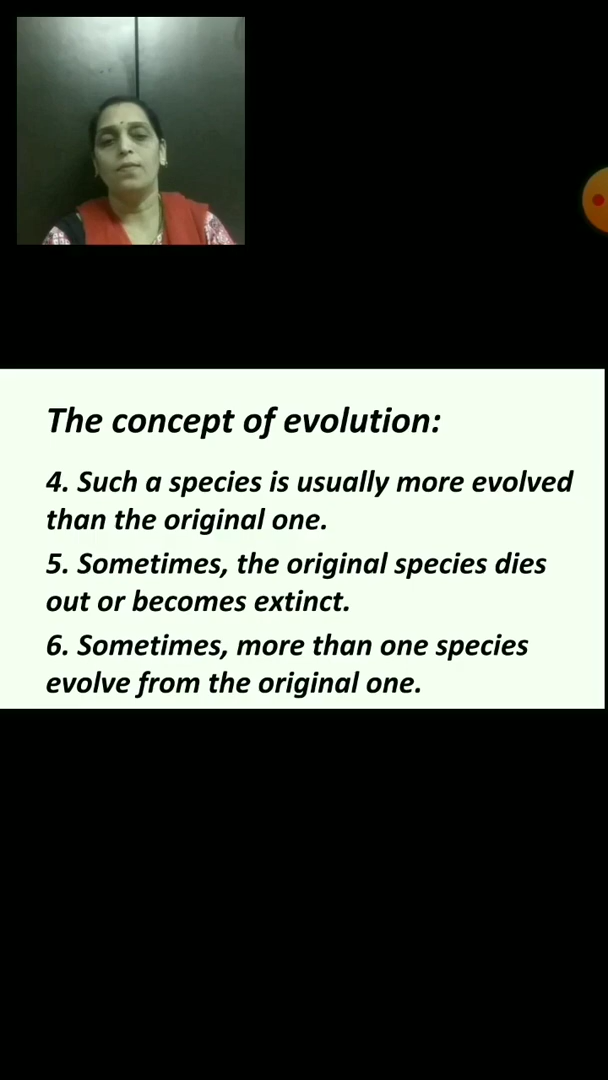 The concept of evolution:
4. Such a species is usually more evolved
than the original one.
5. Sometimes, the original species dies
out or becomes extinct.
6. Sometimes, more than one species
evolve from the original one.